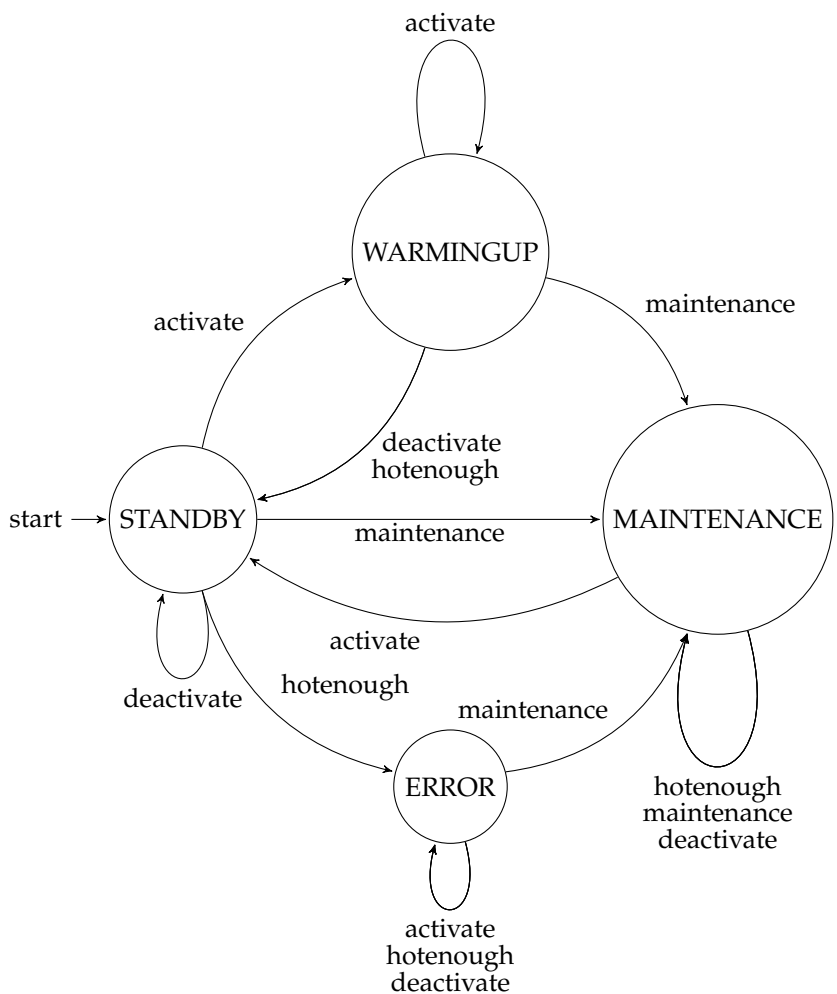 activate
WARMINGUP
maintenance
activate
deactivate
hotenough
start
STANDBY
maintenance
MAINTENANCE
activate
deactivate
hotenough
maintenance
ERROR
hotenough
maintenance
deactivate
activate
hotenough
deactivate